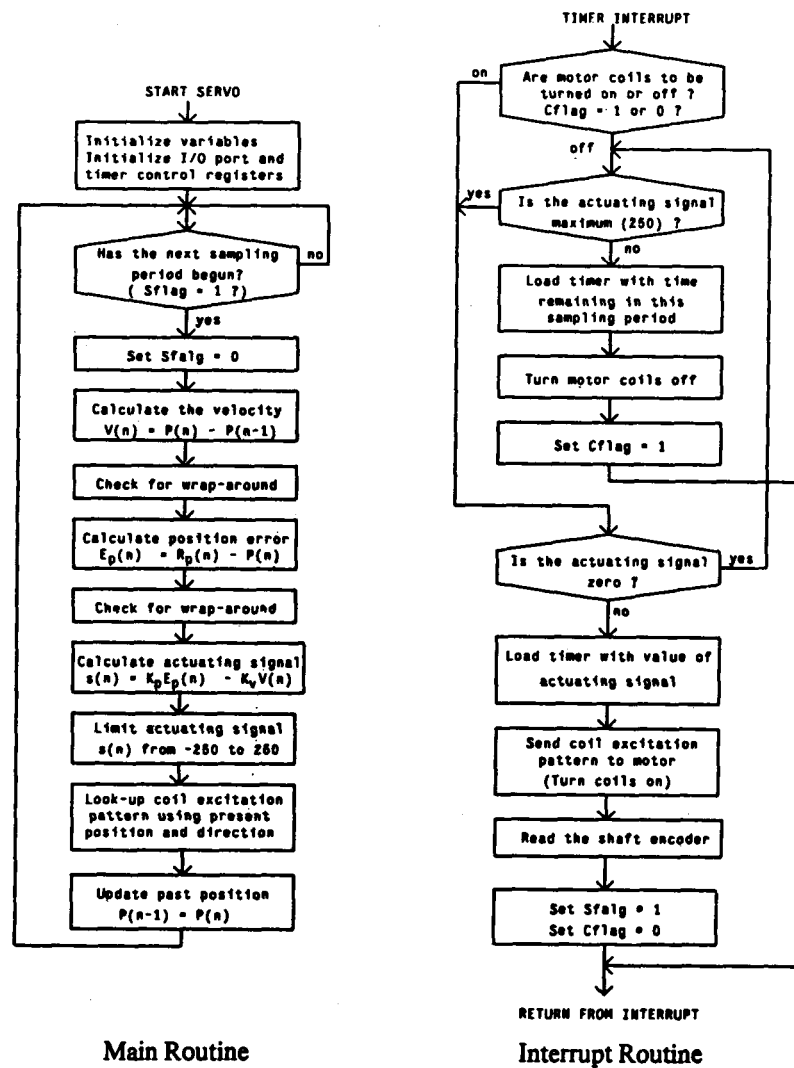 START SERVO
Initialize variables
Initialize I/O port and
timer control registers
Has the next sampling
period begun?
( Sflag = 1 ?)
no
yes
Set Sfalg = 0
Calculate the velocity
V(n) = P(n) - P(n-1)
Check for wrap-around
Calculate position error
Ep(n) = Rp(n) - P(n)
Check for wrap-around
Calculate actuating signal
s(n) = KpEp(n) - KvV(n)
Limit actuating signal
s(n) from -250 to 250
Look-up coil excitation
pattern using present
position and direction
Update past position
P(n-1) = P(n)
Main Routine
TIMER INTERRUPT
Are motor coils to be
turned on or off ?
Cflag = 1 or 0 ?
on
off
Is the actuating signal
maximum (250) ?
yes
no
Load timer with time
remaining in this
sampling period
Turn motor coils off
Set Cflag = 1
Is the actuating signal
zero ?
yes
no
Load timer with value of
actuating signal
Send coil excitation
pattern to motor
(Turn coils on)
Read the shaft encoder
Set Sfalg = 1
Set Cflag = 0
RETURN FROM INTERRUPT
Interrupt Routine